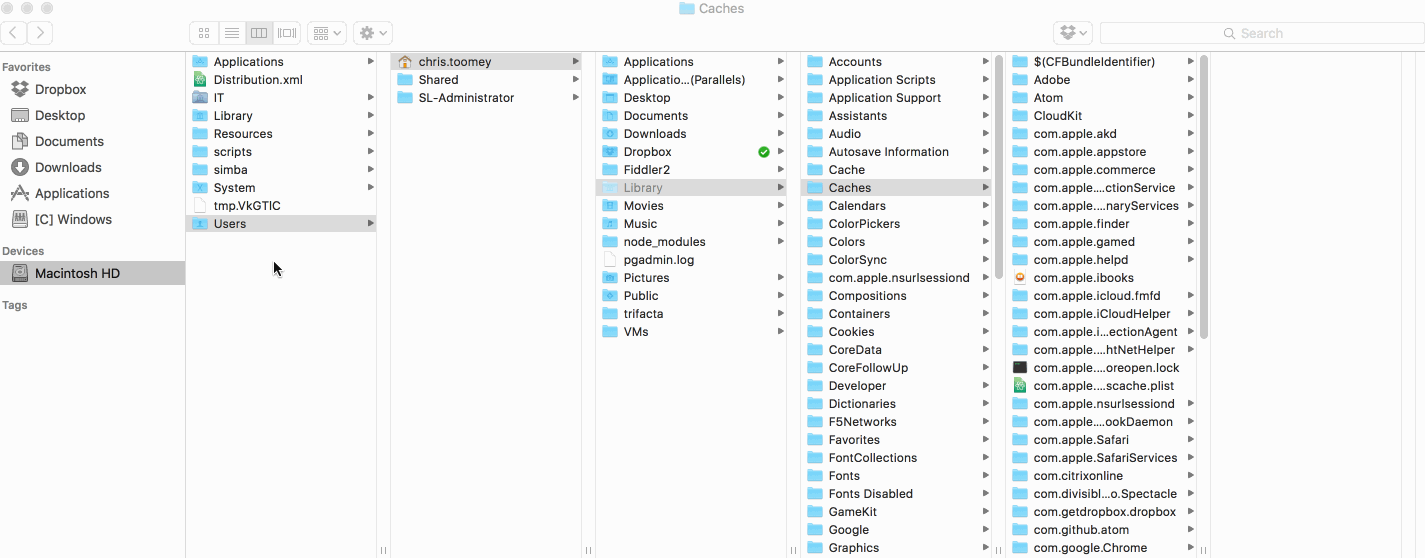 Caches
Search
Favorites
Dropbox
Desktop
Documents
Downloads
Applications
[C] Windows
Devices
Macintosh HD
Tags
Applications
Distribution.xml
IT
Library
Resources
scripts
simba
System
tmp.VkGTIC
Users
chris.toomey
Shared
SL-Administrator
Applications
Applicatio...(Parallels)
Desktop
Documents
Downloads
Dropbox
Fiddler2
Library
Movies
Music
node_modules
pgadmin.log
Pictures
Public
trifacta
VMs
Accounts
Application Scripts
Application Support
Assistants
Audio
Autosave Information
Cache
Caches
Calendars
ColorPickers
Colors
ColorSync
com.apple.nsurlsessiond
Compositions
Containers
Cookies
CoreData
CoreFollowUp
Developer
Dictionaries
F5Networks
Favorites
FontCollections
Fonts
Fonts Disabled
GameKit
Google
Graphics
$(CFBundleIdentifier)
Adobe
Atom
CloudKit
com.apple.akd
com.apple.appstore
com.apple.commerce
com.apple....ctionService
com.apple....naryServices
com.apple.finder
com.apple.gamed
com.apple.helpd
com.apple.ibooks
com.apple.icloud.fmfd
com.apple.iCloudHelper
com.apple.i...ectionAgent
com.apple....htNetHelper
com.apple....oreopen.lock
com.apple....scache.plist
com.apple.nsurlsessiond
com.apple....ookDaemon
com.apple.Safari
com.apple.SafariServices
com.citrixonline
com.divisibl...o.Spectacle
com.getdropbox.dropbox
com.github.atom
com.google.Chrome